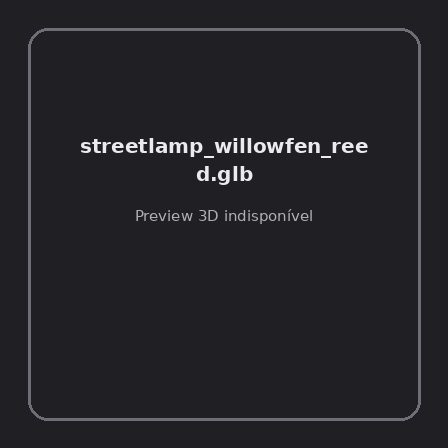 streetlamp_willowfen_ree
d.glb
Preview 3D indisponível